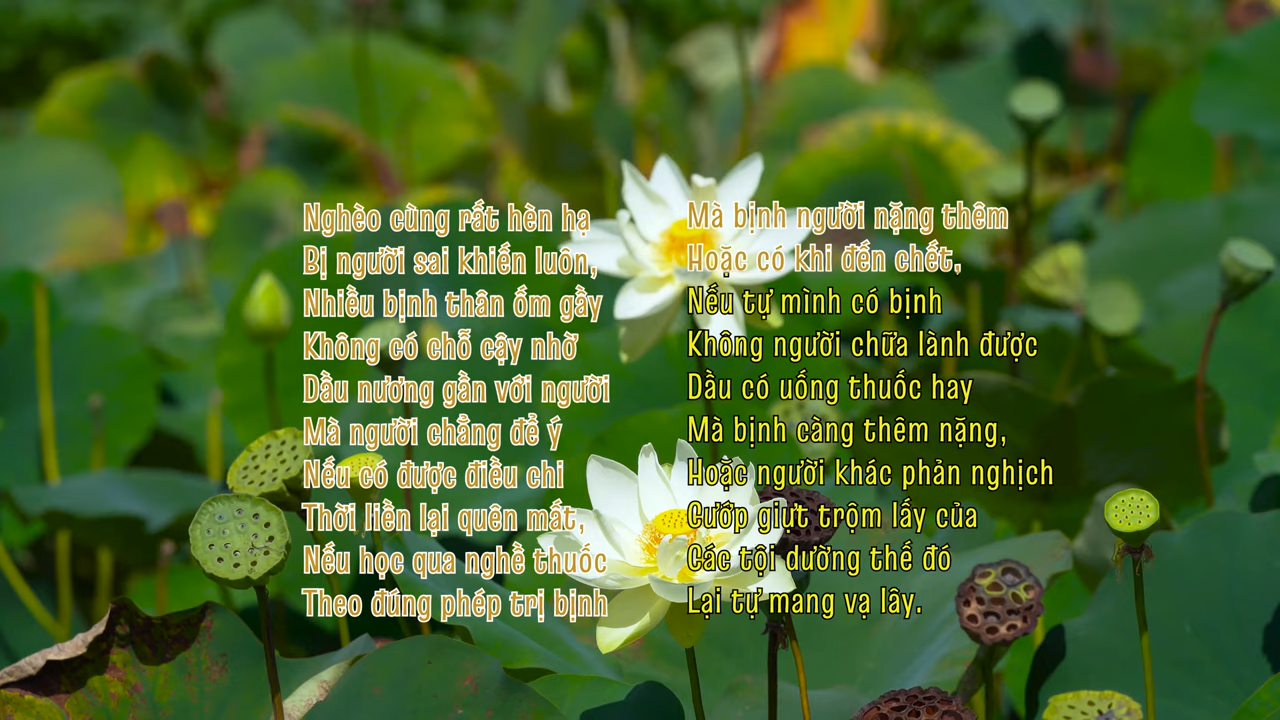 Nghèo cùng rất hèn hạ
Bị người sai khiến luôn,
Nhiều bịnh thân ốm gầy
Không có chỗ cậy nhờ
Dầu nương gần với người
Mà người chẳng để ý
Nếu có được điều chi
Thời liền lại quên mất,
Nếu học qua nghề thuốc
Theo đúng phép trị bịnh
Mà bịnh người nặng thêm
Hoặc có khi đến chết,
Nếu tự mình có bịnh
Không người chữa lành được
Dầu có uống thuốc hay
Mà bịnh càng thêm nặng,
Hoặc người khác phản nghịch
Cướp giựt trộm lấy của
Các tội dường thế đó
Lại tự mang vạ lây.